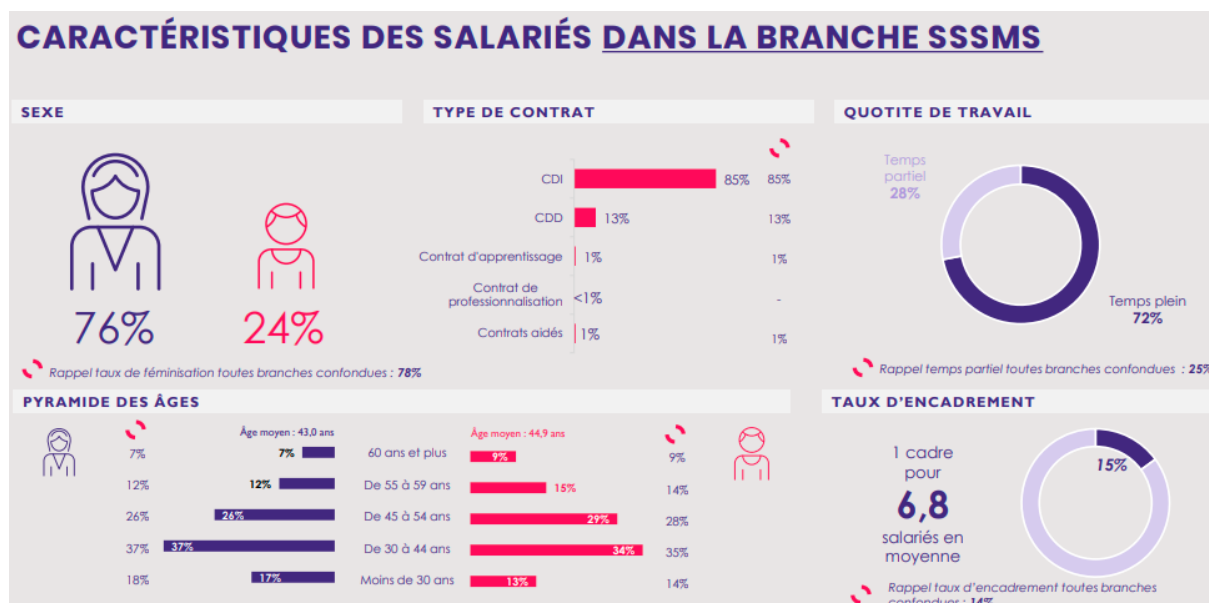 CARACTÉRISTIQUES DES SALARIÉS DANS LA BRANCHE SSSMS
SEXE
76%
24%
Rappel taux de féminisation toutes branches confondues : 78%
TYPE DE CONTRAT
CDI 85% 85%
CDD 13% 13%
Contrat d'apprentissage 1% 1%
Contrat de
professionnalisation <1% -
Contrats aidés 1% 1%
QUOTITE DE TRAVAIL
Temps
partiel
28%
Temps plein
72%
Rappel temps partiel toutes branches confondues : 25%
PYRAMIDE DES ÂGES
Âge moyen : 43,0 ans Âge moyen : 44,9 ans
7% 7% 60 ans et plus 9% 9%
12% 12% De 55 à 59 ans 15% 14%
26% 26% De 45 à 54 ans 29% 28%
37% 37% De 30 à 44 ans 34% 35%
18% 17% Moins de 30 ans 13% 14%
TAUX D'ENCADREMENT
1 cadre
pour
6,8
salariés en
moyenne
15%
Rappel taux d'encadrement toutes branches
confondues : 14%